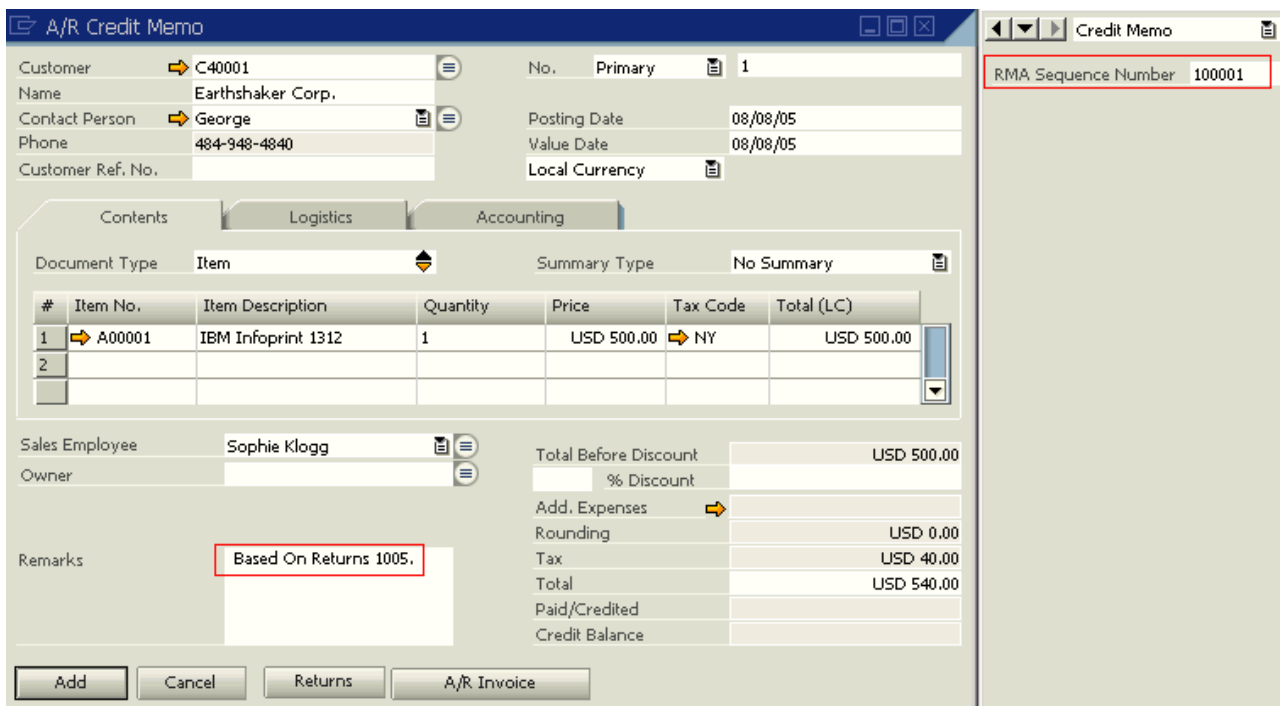 A/R Credit Memo
Credit Memo
RMA Sequence Number 100001
Customer C40001 No. Primary 1
Name Earthshaker Corp.
Contact Person George Posting Date 08/08/05
Phone 484-948-4840 Value Date 08/08/05
Customer Ref. No. Local Currency
Contents Logistics Accounting
Document Type Item Summary Type No Summary
# Item No. Item Description Quantity Price Tax Code Total (LC)
1 A00001 IBM Infoprint 1312 1 USD 500.00 NY USD 500.00
2
Sales Employee Sophie Klogg Total Before Discount USD 500.00
Owner % Discount
Add. Expenses
Rounding USD 0.00
Remarks Based On Returns 1005. Tax USD 40.00
Total USD 540.00
Paid/Credited
Credit Balance
Add Cancel Returns A/R Invoice